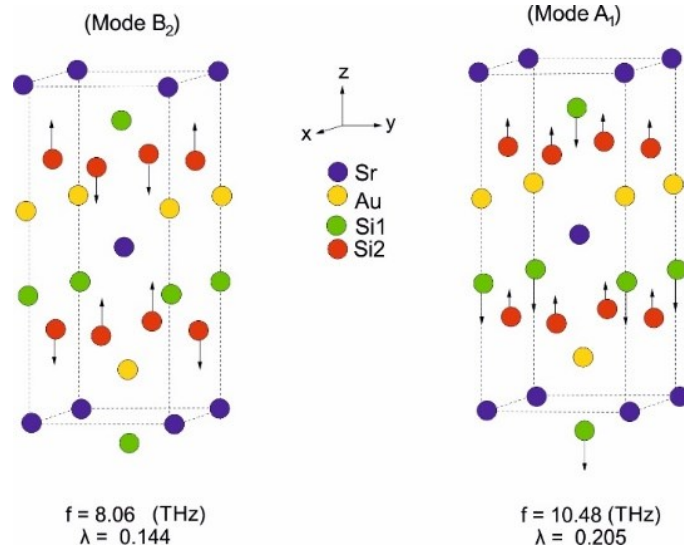 (Mode B₂)
(Mode A₁)
z
x
y
Sr
Au
Si1
Si2
f = 8.06 (THz)
λ = 0.144
f = 10.48 (THz)
λ = 0.205